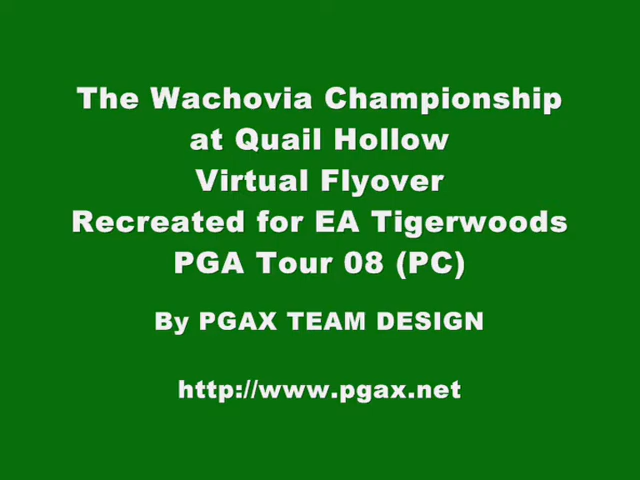 The Wachovia Championship
at Quail Hollow
Virtual Flyover
Recreated for EA Tigerwoods
PGA Tour 08 (PC)
By PGAX TEAM DESIGN
http://www.pgax.net